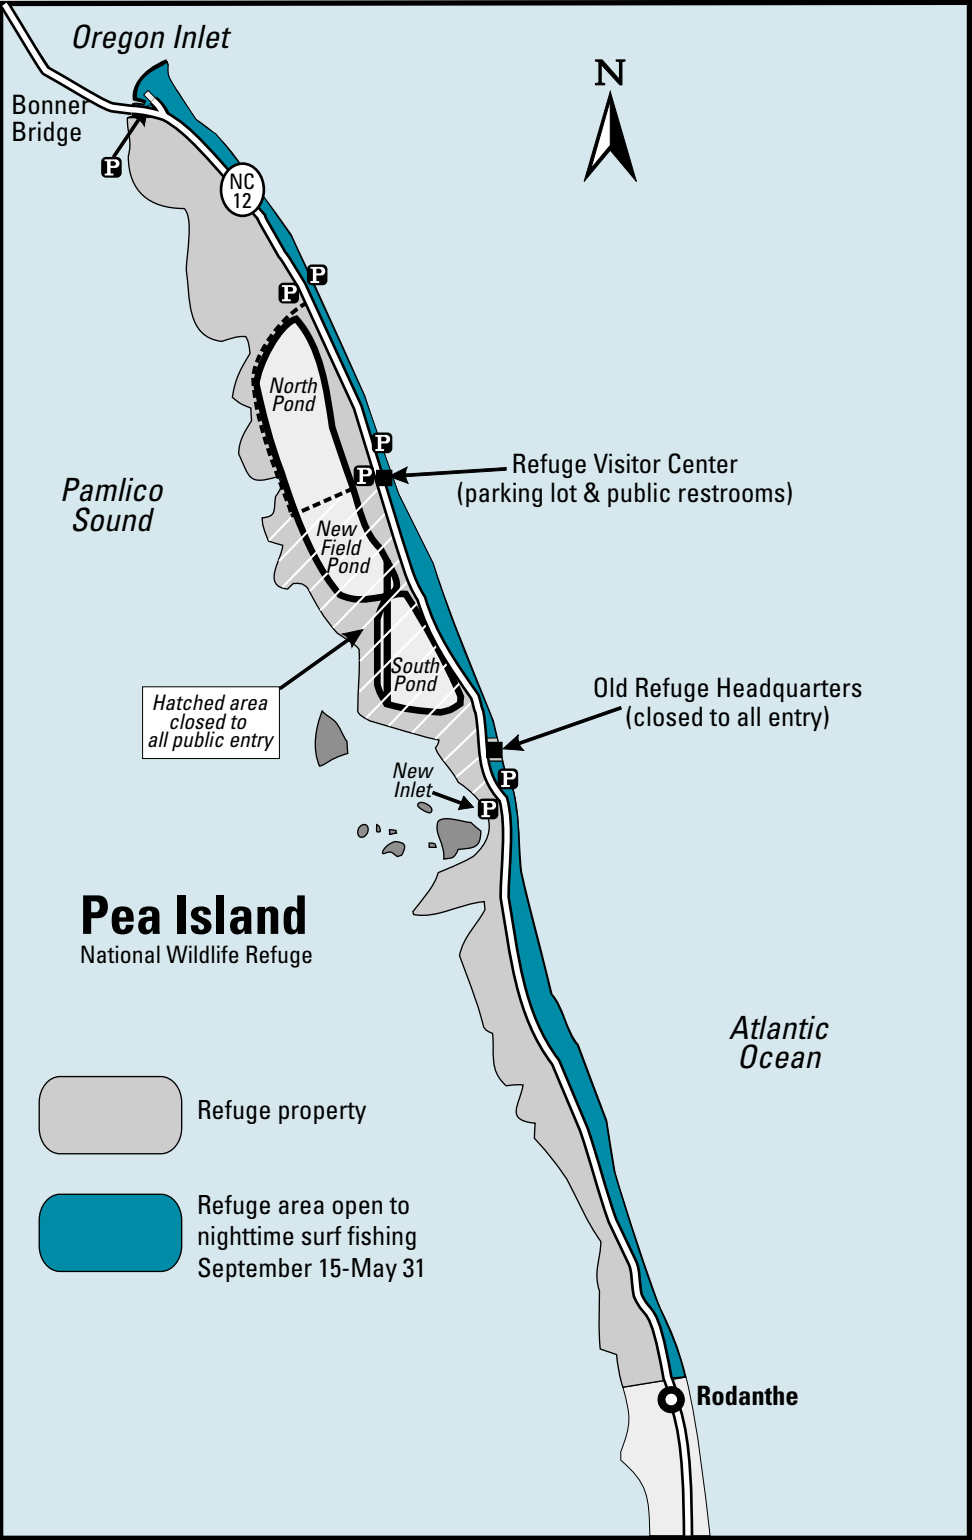 Oregon Inlet
N
Bonner
Bridge
P
NC
12
P
P
North
Pond
P
P
Refuge Visitor Center
(parking lot & public restrooms)
Pamlico
Sound
New
Field
Pond
South
Pond
Hatched area
closed to
all public entry
Old Refuge Headquarters
(closed to all entry)
New
Inlet
P
P
Pea Island
National Wildlife Refuge
Atlantic
Ocean
Refuge property
Refuge area open to
nighttime surf fishing
September 15-May 31
Rodanthe